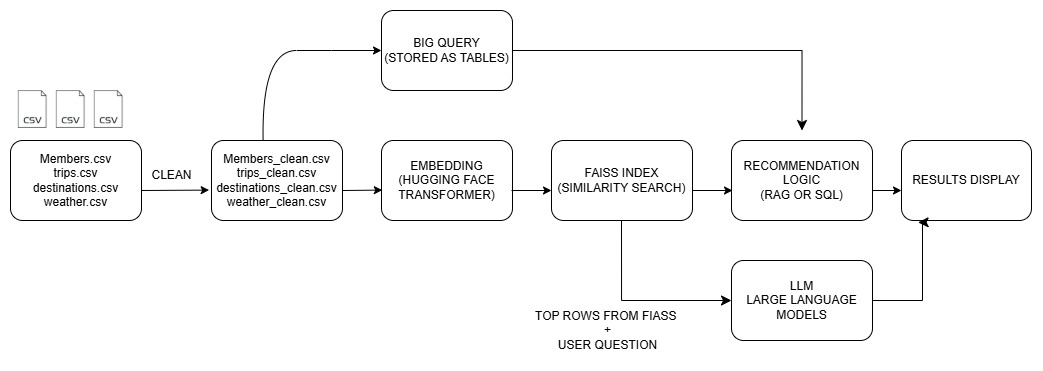 BIG QUERY
(STORED AS TABLES)
CSV
CSV
CSV
Members.csv
trips.csv
destinations.csv
weather.csv
CLEAN
Members_clean.csv
trips_clean.csv
destinations_clean.csv
weather_clean.csv
EMBEDDING
(HUGGING FACE
TRANSFORMER)
FAISS INDEX
(SIMILARITY SEARCH)
RECOMMENDATION
LOGIC
(RAG OR SQL)
RESULTS DISPLAY
TOP ROWS FROM FIASS
+
USER QUESTION
LLM
LARGE LANGUAGE
MODELS